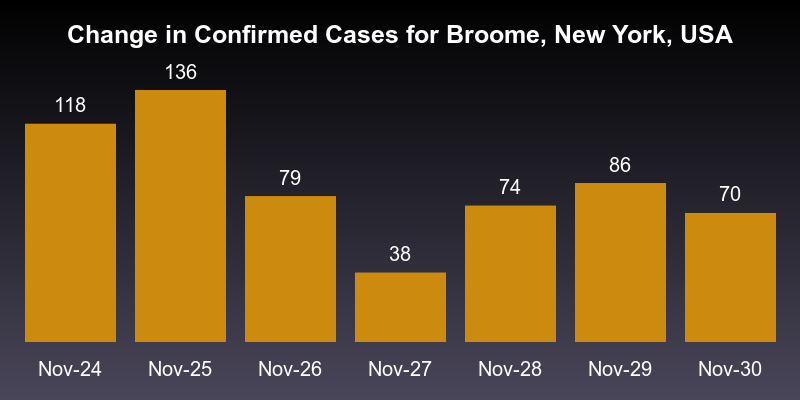 Change in Confirmed Cases for Broome, New York, USA
118
136
79
38
74
86
70
Nov-24
Nov-25
Nov-26
Nov-27
Nov-28
Nov-29
Nov-30